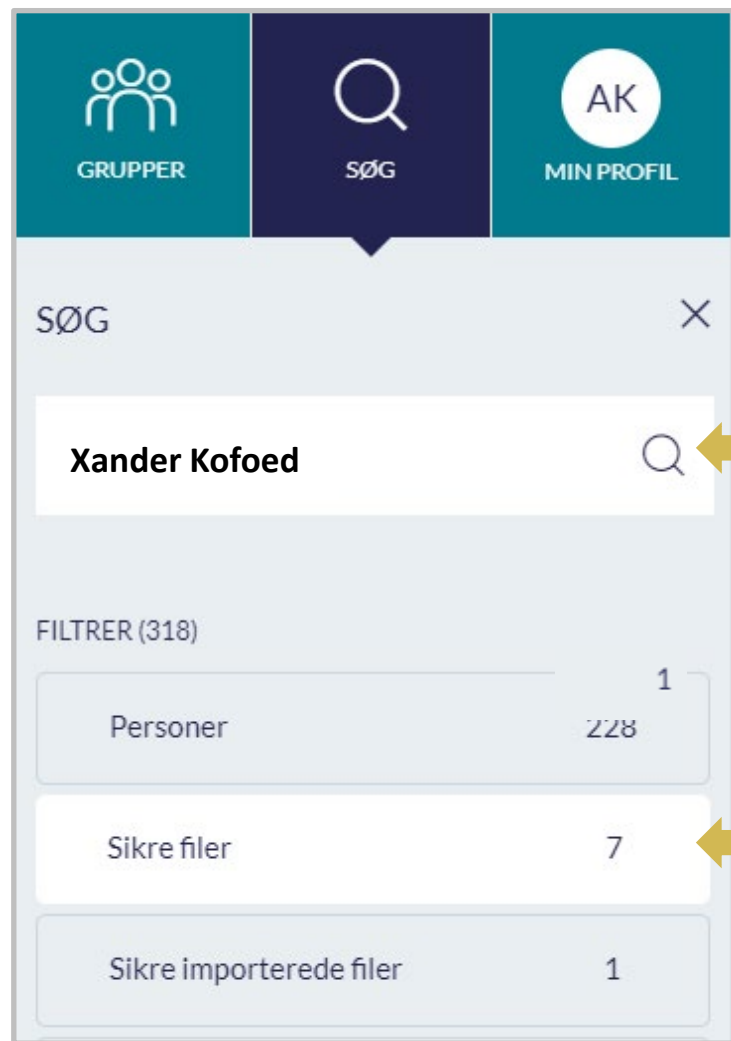 GRUPPER SØG AK MIN PROFIL
SØG
Xander Kofoed
FILTRER (318)
1
Personer 228
Sikre filer 7
Sikre importerede filer 1